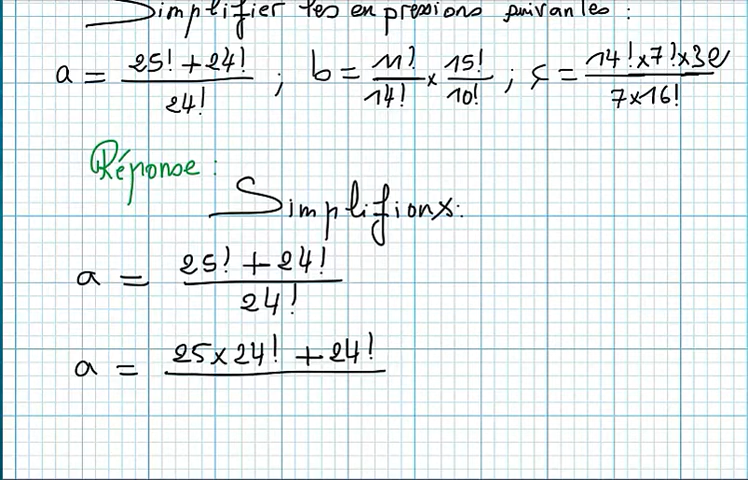 Simplifier les expressions suivantes :
a = (25! + 24!)/24! ; b = 11!/14! × 15!/10! ; c = (14! × 7! × 32)/(7 × 16!)
Réponse :
Simplifions :
a = (25! + 24!)/24!
a = 25 × 24! + 24!